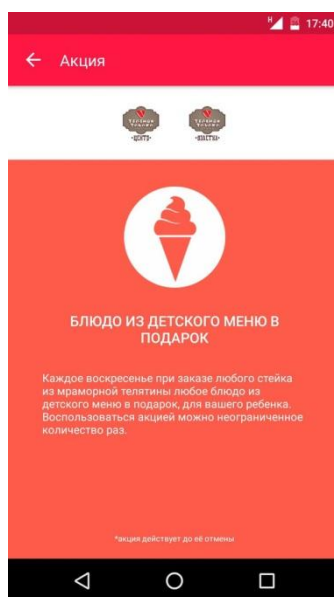 H 17:40
Акция
•ЦЕНТР•
БЛЮДО ИЗ ДЕТСКОГО МЕНЮ В
ПОДАРОК
Каждое воскресенье при заказе любого стейка
из мраморной телятины любое блюдо из
детского меню в подарок, для вашего ребенка.
Воспользоваться акцией можно неограниченное
количество раз.
*акция действует до её отмены